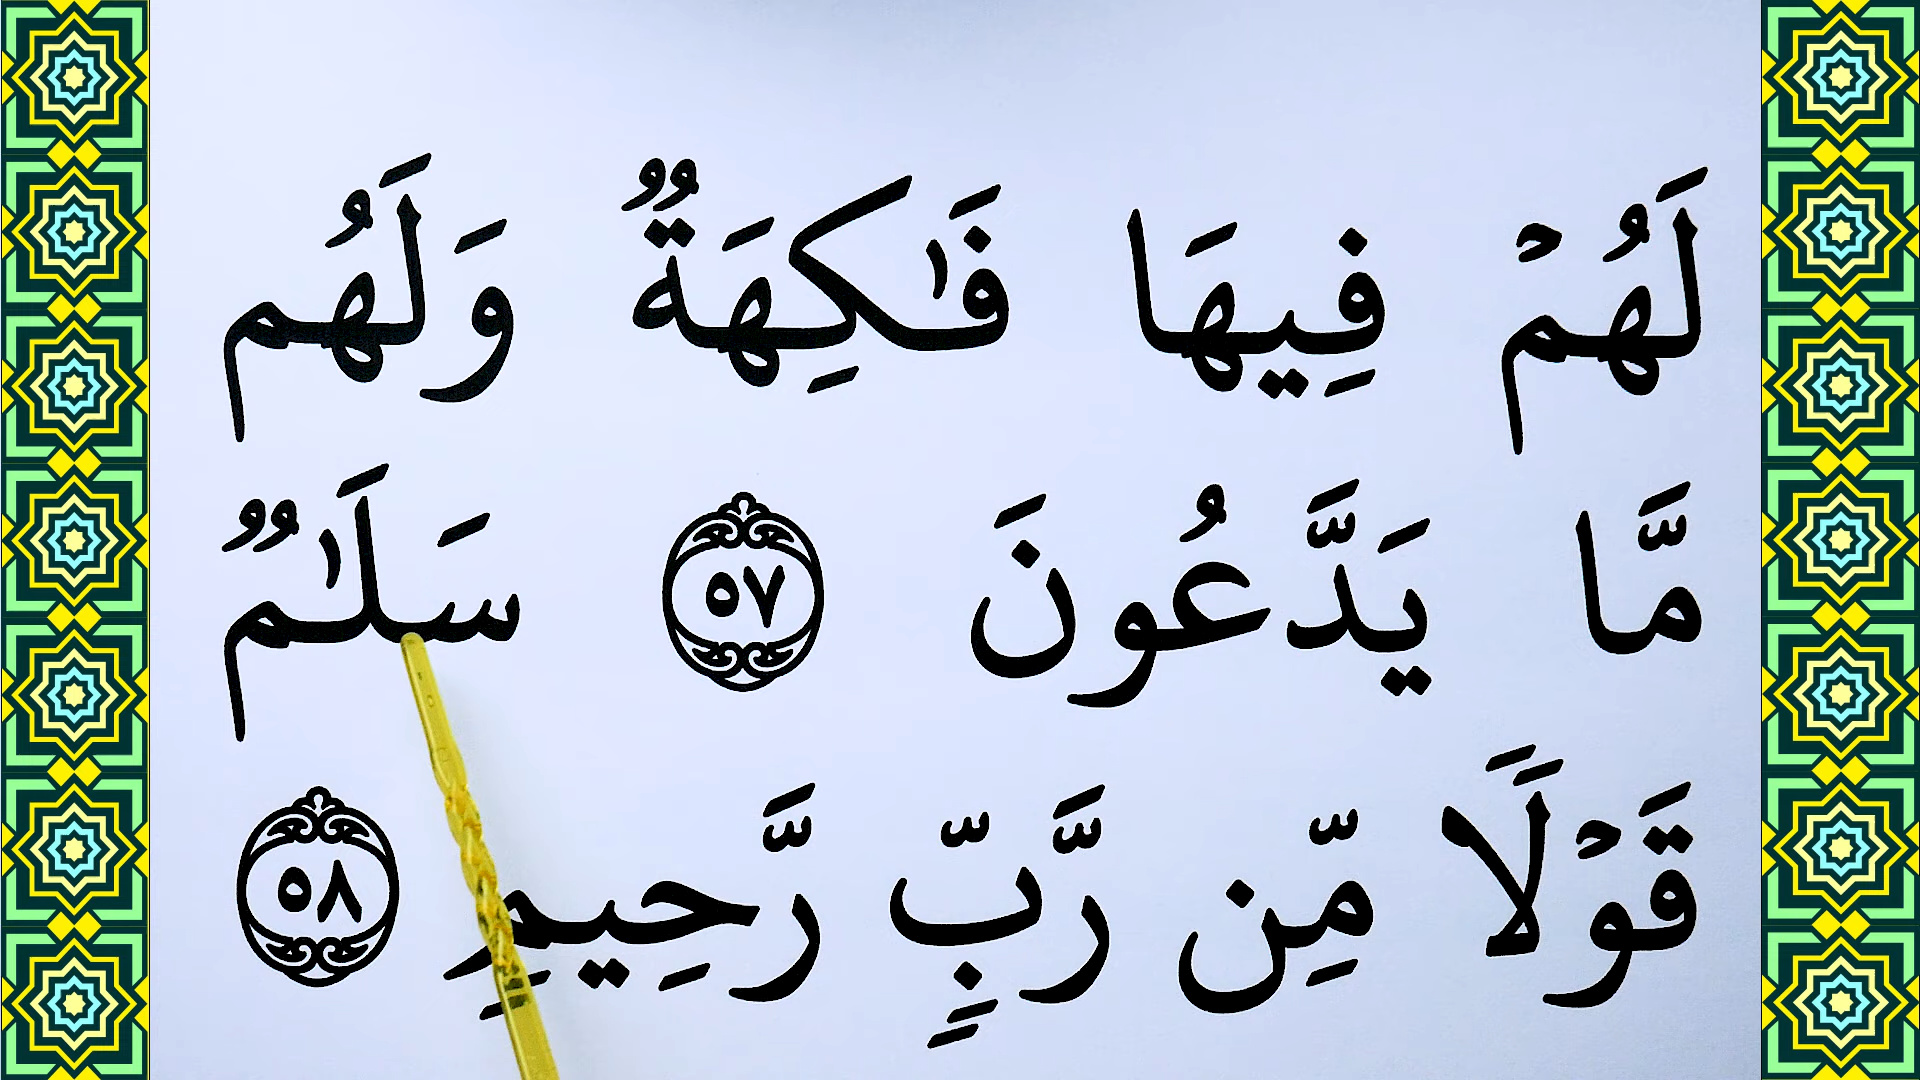 لَهُمۡ فِيهَا فَٰكِهَةٌ وَلَهُم
مَّا يَدَّعُونَ ٥٧ سَلَٰمٌ
قَوۡلًا مِّن رَّبٍّ رَّحِيمٍ ٥٨